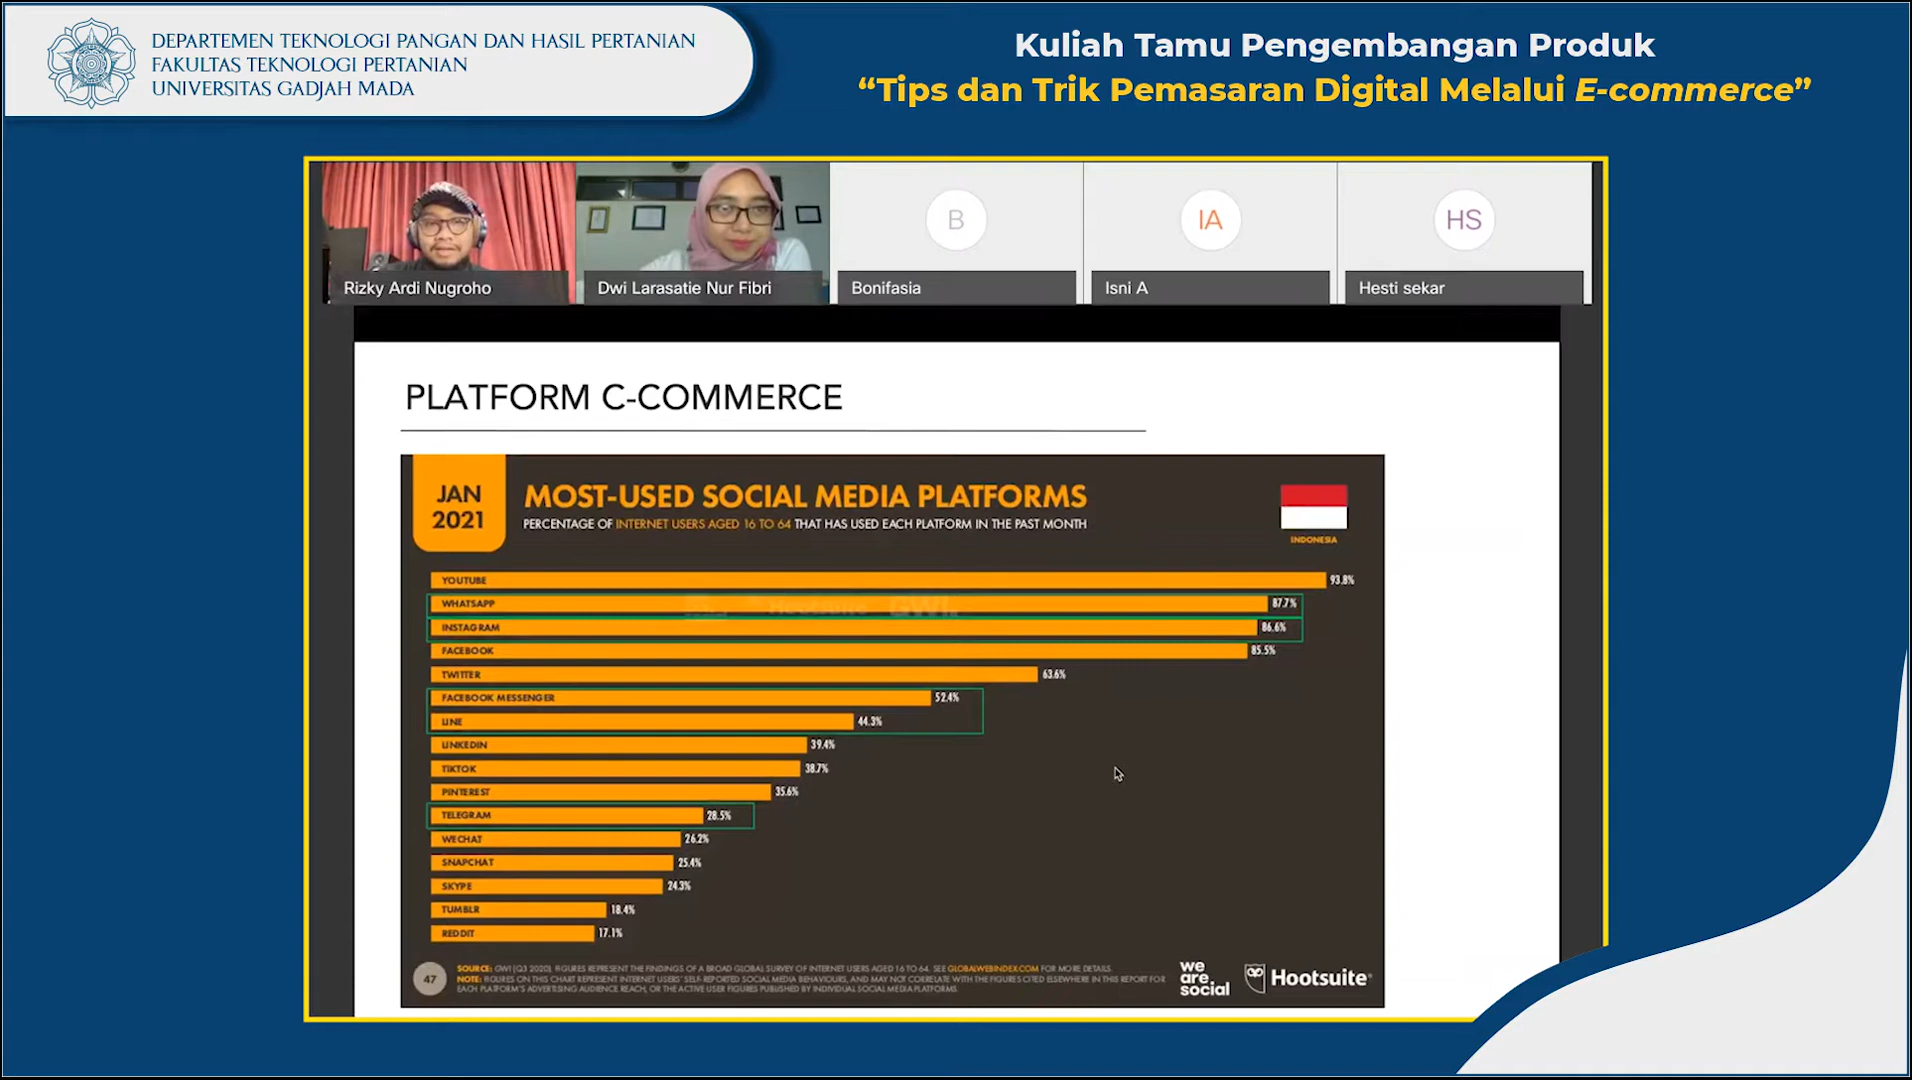 DEPARTEMEN TEKNOLOGI PANGAN DAN HASIL PERTANIAN
FAKULTAS TEKNOLOGI PERTANIAN
UNIVERSITAS GADJAH MADA
Kuliah Tamu Pengembangan Produk
“Tips dan Trik Pemasaran Digital Melalui E-commerce”
B
IA
HS
Rizky Ardi Nugroho
Dwi Larasatie Nur Fibri
Bonifasia
Isni A
Hesti sekar
PLATFORM C-COMMERCE
JAN
2021
MOST-USED SOCIAL MEDIA PLATFORMS
PERCENTAGE OF INTERNET USERS AGED 16 TO 64 THAT HAS USED EACH PLATFORM IN THE PAST MONTH
INDONESIA
YOUTUBE 93.8%
WHATSAPP 87.7%
INSTAGRAM 86.6%
FACEBOOK 85.5%
TWITTER 63.6%
FACEBOOK MESSENGER 52.4%
LINE 44.3%
LINKEDIN 39.4%
TIKTOK 38.7%
PINTEREST 35.6%
TELEGRAM 28.5%
WECHAT 26.2%
SNAPCHAT 25.4%
SKYPE 24.3%
TUMBLR 18.4%
REDDIT 17.1%
47
SOURCE: GWI (Q3 2020). FIGURES REPRESENT THE FINDINGS OF A BROAD GLOBAL SURVEY OF INTERNET USERS AGED 16 TO 64. SEE GLOBALWEBINDEX.COM FOR MORE DETAILS.
NOTE: FIGURES ON THIS CHART REPRESENT INTERNET USERS' SELF-REPORTED SOCIAL MEDIA BEHAVIOURS, AND MAY NOT CORRELATE WITH THE FIGURES CITED ELSEWHERE IN THIS REPORT FOR
EACH PLATFORM'S ADVERTISING AUDIENCE REACH, OR THE ACTIVE USER FIGURES PUBLISHED BY INDIVIDUAL SOCIAL MEDIA PLATFORMS.
we
are.
social
Hootsuite